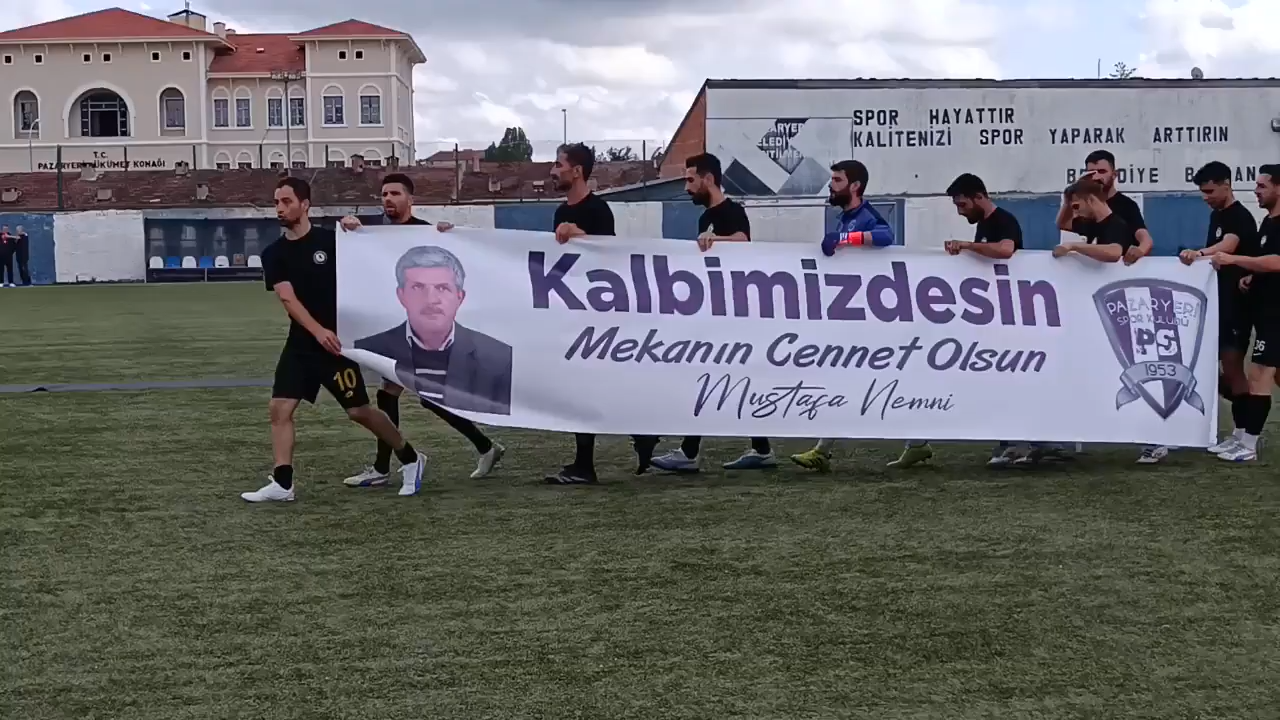 T.C.
PAZARYERİ HÜKÜMET KONAĞI
SPOR HAYATTIR
KALİTENİZİ SPOR YAPARAK ARTTIRIN
Kalbimizdesin
Mekanın Cennet Olsun
Mustafa Nemni
PAZARYERİ
SPOR KULÜBÜ
PS
1953
10